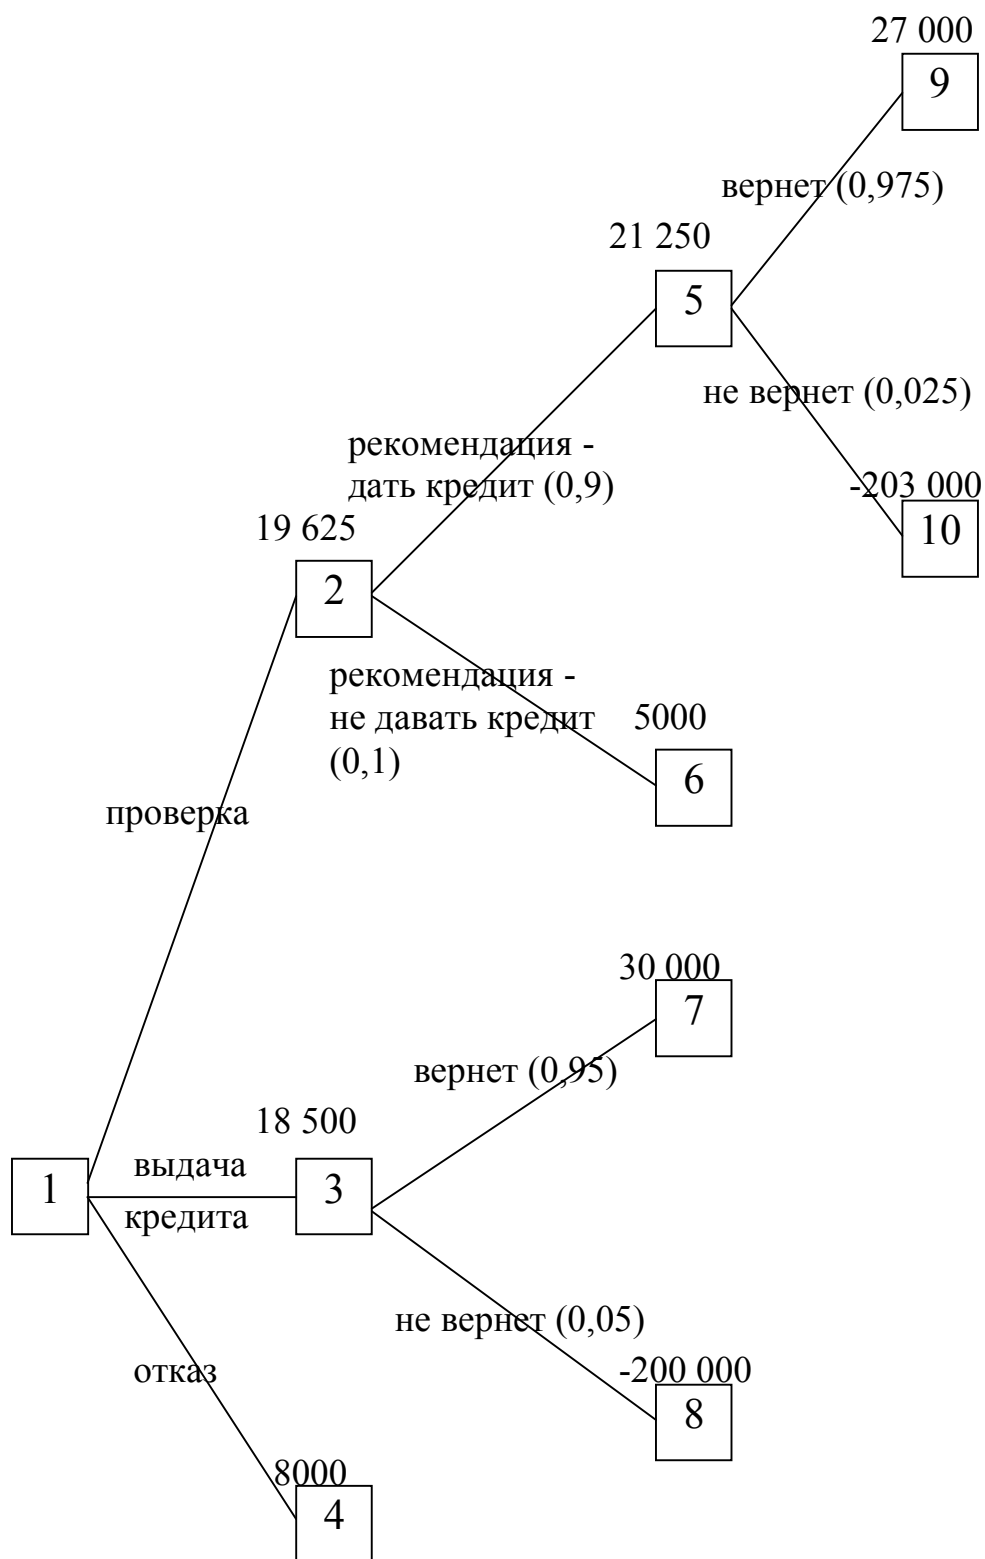 27 000
9
вернет (0,975)
21 250
5
не вернет (0,025)
рекомендация -
дать кредит (0,9)
-203 000
10
19 625
2
рекомендация -
не давать кредит
(0,1)
5000
6
проверка
30 000
7
вернет (0,95)
18 500
выдача
1
3
кредита
не вернет (0,05)
отказ
-200 000
8
8000
4